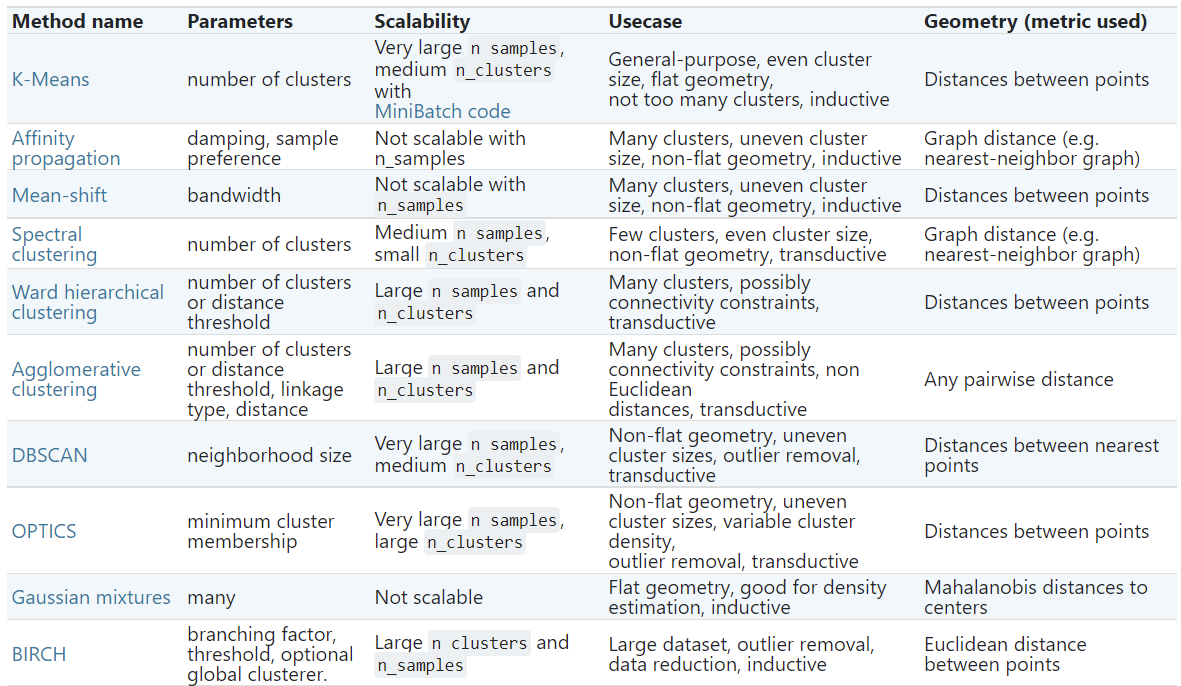 Method name Parameters Scalability Usecase Geometry (metric used)
K-Means
number of clusters
Very large n samples,
medium n_clusters
with
MiniBatch code
General-purpose, even cluster
size, flat geometry,
not too many clusters, inductive
Distances between points
Affinity
propagation
damping, sample
preference
Not scalable with
n_samples
Many clusters, uneven cluster
size, non-flat geometry, inductive
Graph distance (e.g.
nearest-neighbor graph)
Mean-shift
bandwidth
Not scalable with
n_samples
Many clusters, uneven cluster
size, non-flat geometry, inductive
Distances between points
Spectral
clustering
number of clusters
Medium n samples,
small n_clusters
Few clusters, even cluster size,
non-flat geometry, transductive
Graph distance (e.g.
nearest-neighbor graph)
Ward hierarchical
clustering
number of clusters
or distance
threshold
Large n samples and
n_clusters
Many clusters, possibly
connectivity constraints,
transductive
Distances between points
Agglomerative
clustering
number of clusters
or distance
threshold, linkage
type, distance
Large n samples and
n_clusters
Many clusters, possibly
connectivity constraints, non
Euclidean
distances, transductive
Any pairwise distance
DBSCAN
neighborhood size
Very large n samples,
medium n_clusters
Non-flat geometry, uneven
cluster sizes, outlier removal,
transductive
Distances between nearest
points
OPTICS
minimum cluster
membership
Very large n samples,
large n_clusters
Non-flat geometry, uneven
cluster sizes, variable cluster
density,
outlier removal, transductive
Distances between points
Gaussian mixtures
many
Not scalable
Flat geometry, good for density
estimation, inductive
Mahalanobis distances to
centers
BIRCH
branching factor,
threshold, optional
global clusterer.
Large n clusters and
n_samples
Large dataset, outlier removal,
data reduction, inductive
Euclidean distance
between points